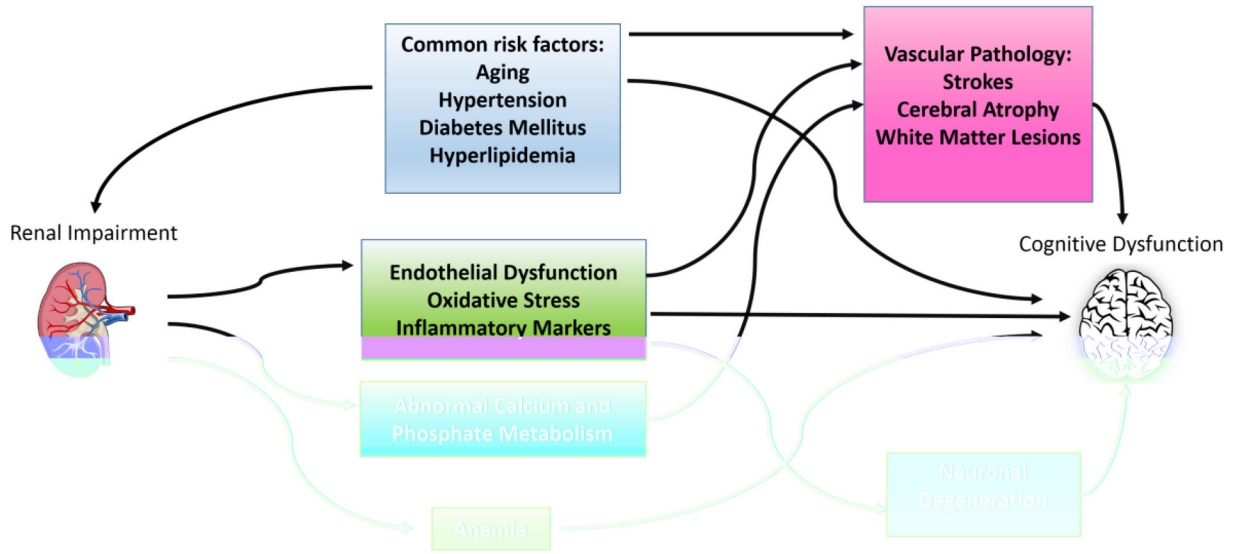 Common risk factors:
Aging
Hypertension
Diabetes Mellitus
Hyperlipidemia
Vascular Pathology:
Strokes
Cerebral Atrophy
White Matter Lesions
Renal Impairment
Cognitive Dysfunction
Endothelial Dysfunction
Oxidative Stress
Inflammatory Markers
Abnormal Calcium and
Phosphate Metabolism
Neuronal
Degeneration
Anemia